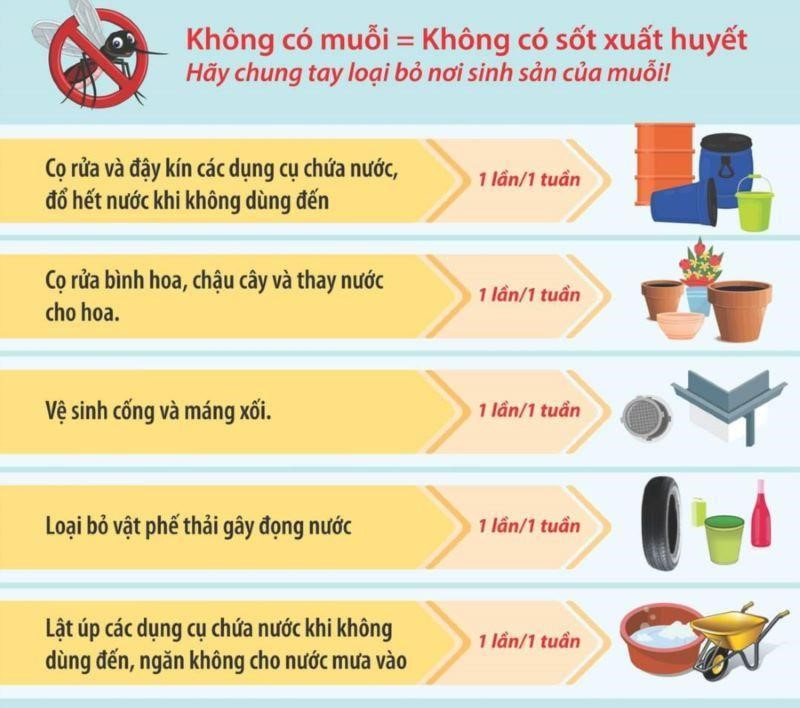 Không có muỗi = Không có sốt xuất huyết
Hãy chung tay loại bỏ nơi sinh sản của muỗi!
Cọ rửa và đậy kín các dụng cụ chứa nước,
đổ hết nước khi không dùng đến
1 lần/1 tuần
Cọ rửa bình hoa, chậu cây và thay nước
cho hoa.
1 lần/1 tuần
Vệ sinh cống và máng xối.
1 lần/1 tuần
Loại bỏ vật phế thải gây đọng nước
1 lần/1 tuần
Lật úp các dụng cụ chứa nước khi không
dùng đến, ngăn không cho nước mưa vào
1 lần/1 tuần